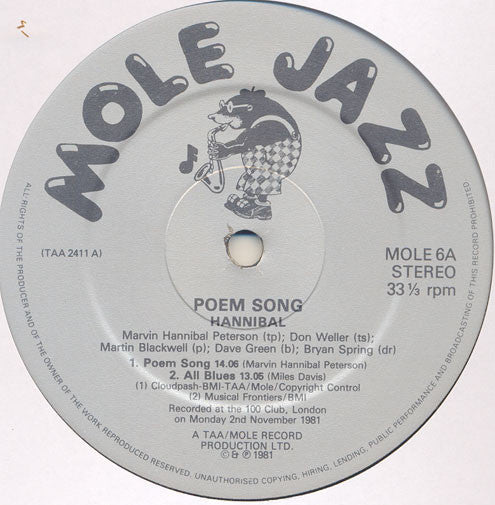 MOLE JAZZ
(TAA 2411 A)
MOLE 6A
STEREO
33 ⅓ rpm
POEM SONG
HANNIBAL
Marvin Hannibal Peterson (tp); Don Weller (ts);
Martin Blackwell (p); Dave Green (b); Bryan Spring (dr)
1. Poem Song 14.06 (Marvin Hannibal Peterson)
2. All Blues 13.05 (Miles Davis)
(1) Cloudpash-BMI-TAA/Mole/Copyright Control
(2) Musical Frontiers/BMI
Recorded at the 100 Club, London
on Monday 2nd November 1981
A TAA/MOLE RECORD
PRODUCTION LTD.
© & ℗ 1981
ALL RIGHTS OF THE PRODUCER AND OF THE OWNER OF THE WORK REPRODUCED RESERVED. UNAUTHORISED COPYING, HIRING, LENDING, PUBLIC PERFORMANCE AND BROADCASTING OF THIS RECORD PROHIBITED